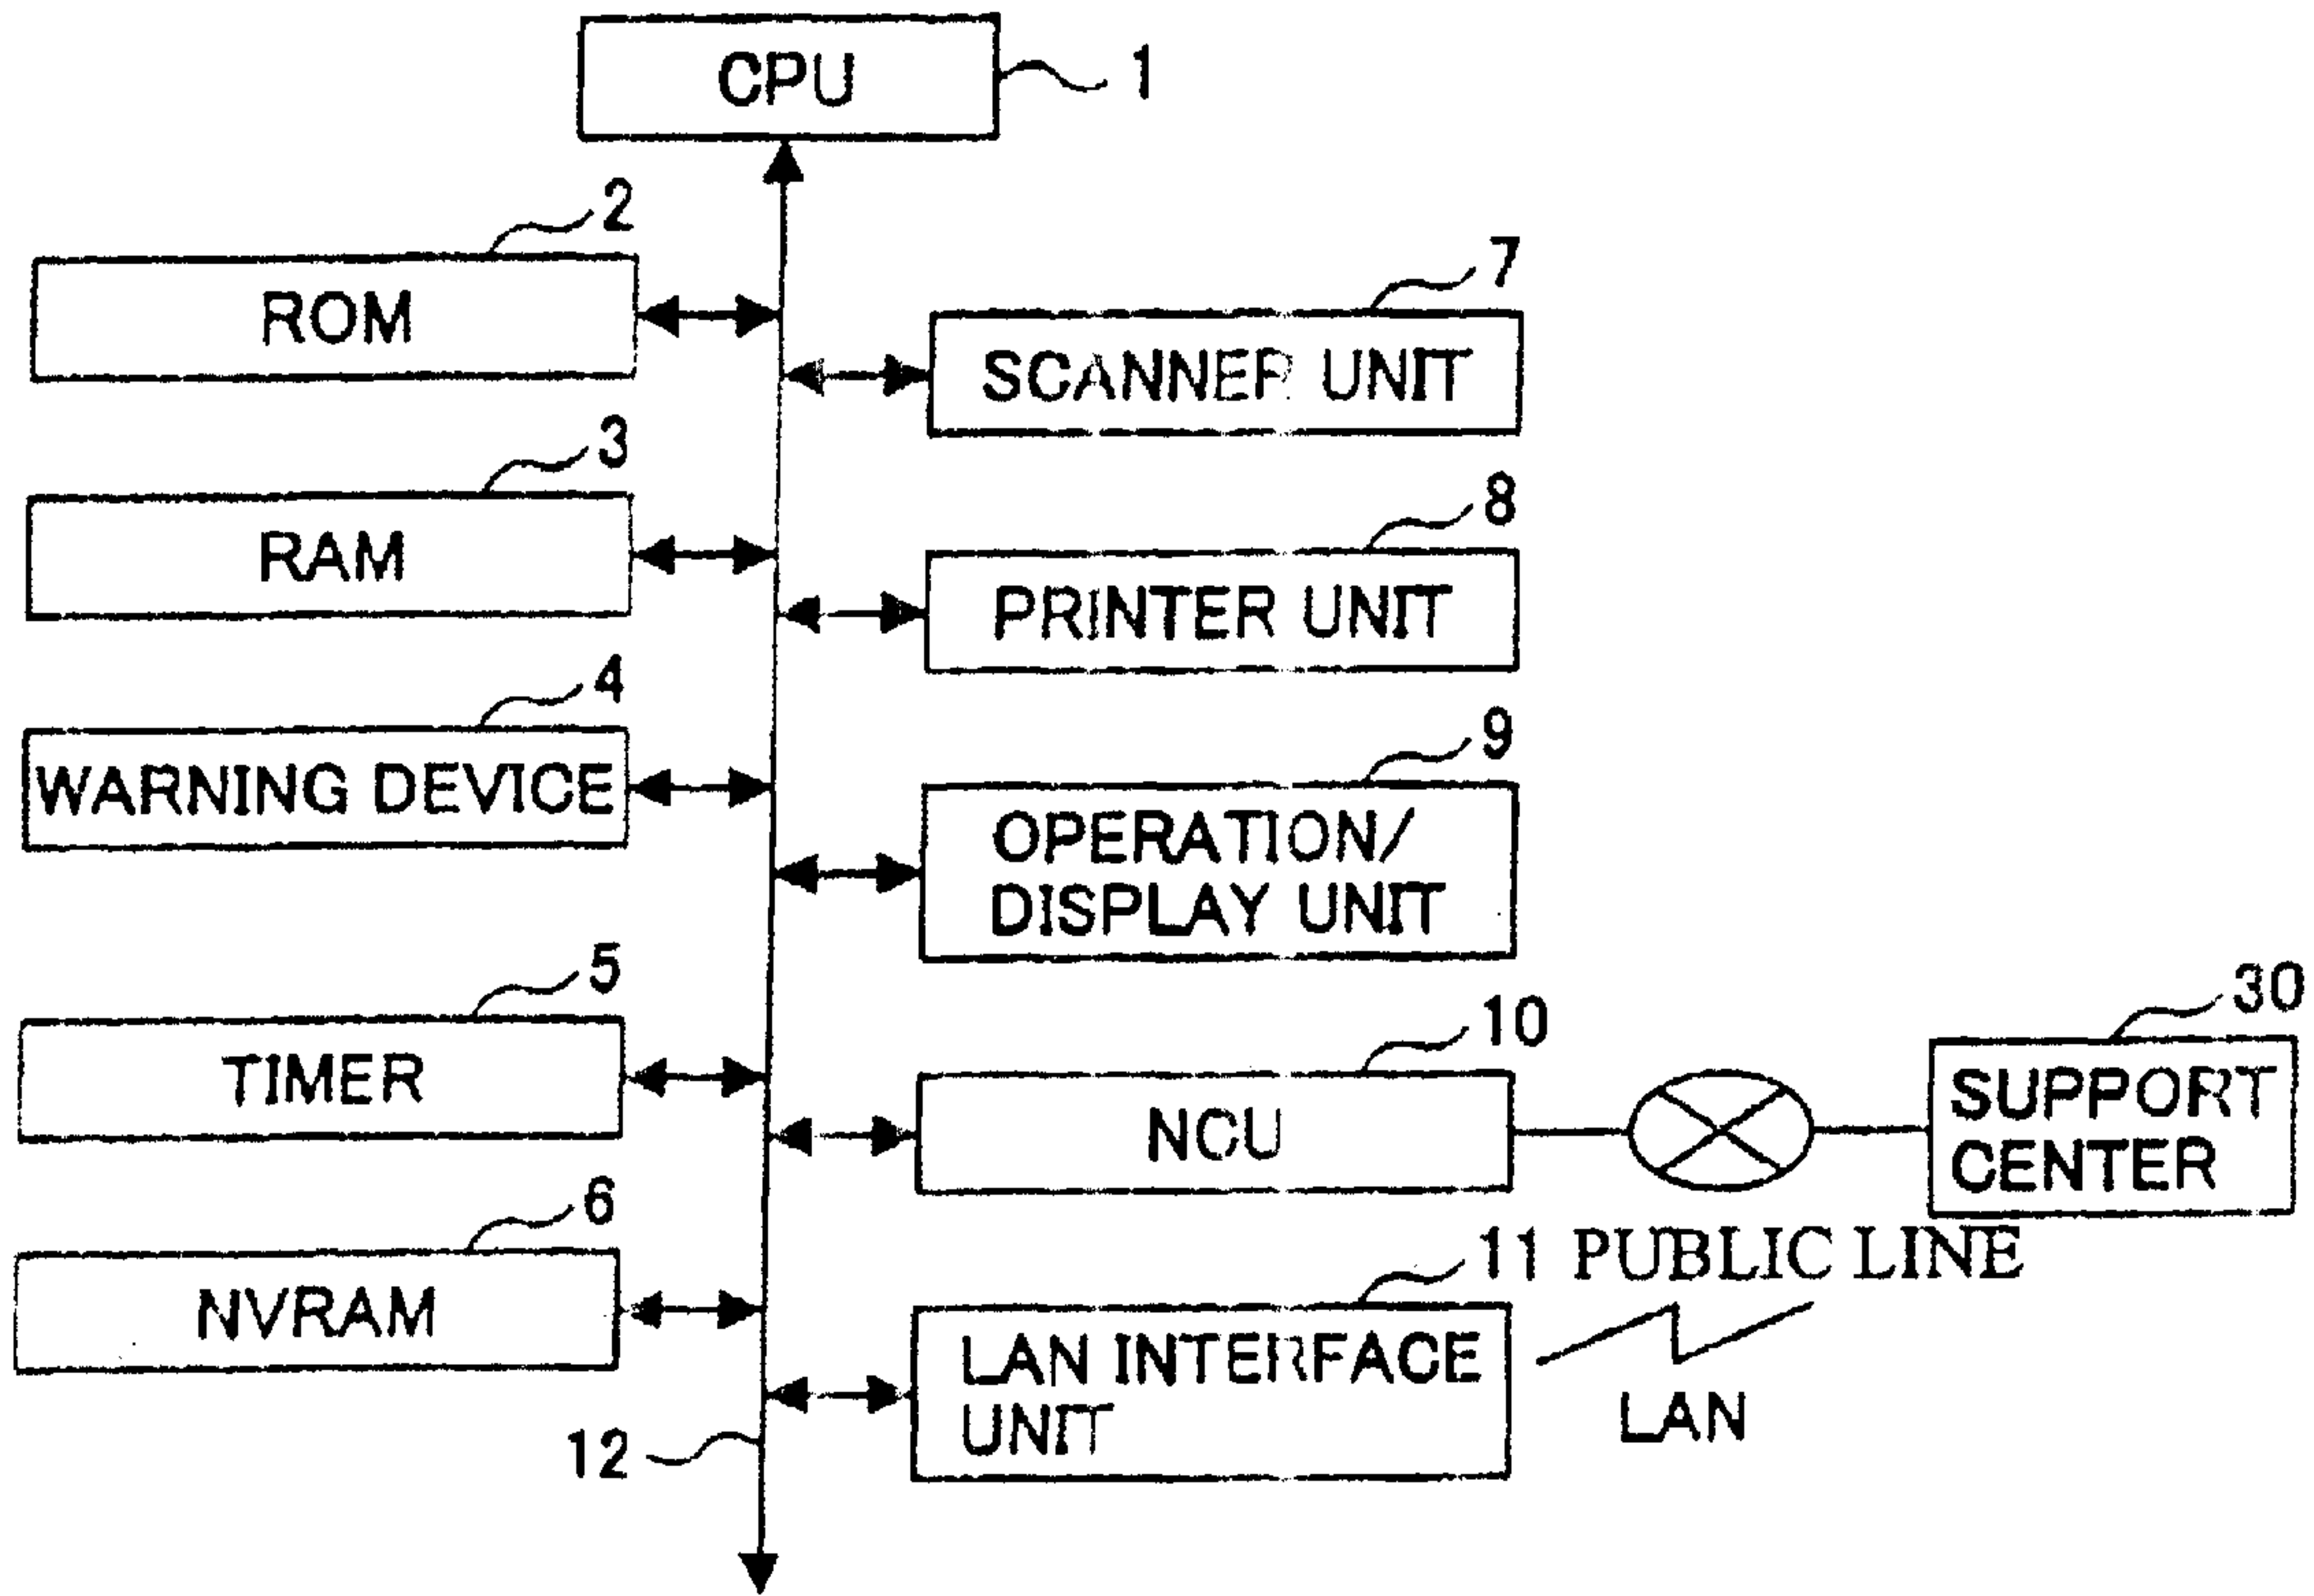 CPU
1
2
ROM
7
SCANNER UNIT
3
RAM
8
PRINTER UNIT
4
WARNING DEVICE
9
OPERATION/
DISPLAY UNIT
5
TIMER
10
NCU
30
SUPPORT
CENTER
6
NVRAM
11 PUBLIC LINE
LAN INTERFACE
UNIT
LAN
12